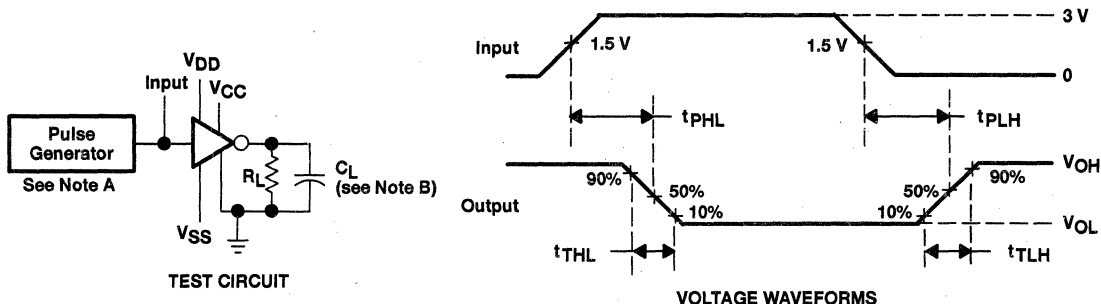 VDD
Input
VCC
Pulse
Generator
See Note A
RL
CL
(see Note B)
VSS
TEST CIRCUIT
3 V
Input
1.5 V
1.5 V
0
tPHL
tPLH
VOH
90%
50%
10%
Output
50%
10%
90%
VOL
tTHL
tTLH
VOLTAGE WAVEFORMS